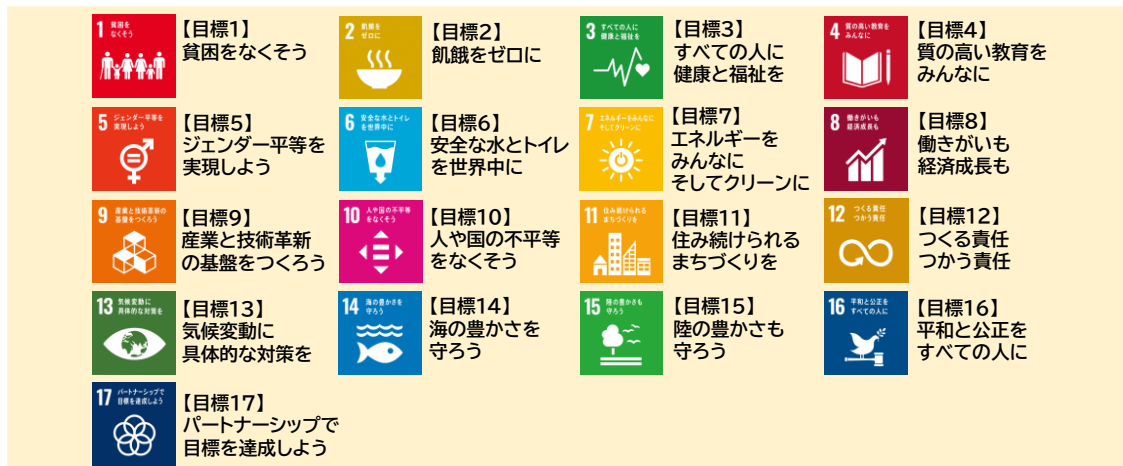 1 貧困を
なくそう
【目標1】
貧困をなくそう
2 飢餓を
ゼロに
【目標2】
飢餓をゼロに
3 すべての人に
健康と福祉を
【目標3】
すべての人に
健康と福祉を
4 質の高い教育を
みんなに
【目標4】
質の高い教育を
みんなに
5 ジェンダー平等を
実現しよう
【目標5】
ジェンダー平等を
実現しよう
6 安全な水とトイレ
を世界中に
【目標6】
安全な水とトイレ
を世界中に
7 エネルギーをみんなに
そしてクリーンに
【目標7】
エネルギーを
みんなに
そしてクリーンに
8 働きがいも
経済成長も
【目標8】
働きがいも
経済成長も
9 産業と技術革新の
基盤をつくろう
【目標9】
産業と技術革新
の基盤をつくろう
10 人や国の不平等
をなくそう
【目標10】
人や国の不平等
をなくそう
11 住み続けられる
まちづくりを
【目標11】
住み続けられる
まちづくりを
12 つくる責任
つかう責任
【目標12】
つくる責任
つかう責任
13 気候変動に
具体的な対策を
【目標13】
気候変動に
具体的な対策を
14 海の豊かさを
守ろう
【目標14】
海の豊かさを
守ろう
15 陸の豊かさも
守ろう
【目標15】
陸の豊かさも
守ろう
16 平和と公正を
すべての人に
【目標16】
平和と公正を
すべての人に
17 パートナーシップで
目標を達成しよう
【目標17】
パートナーシップで
目標を達成しよう